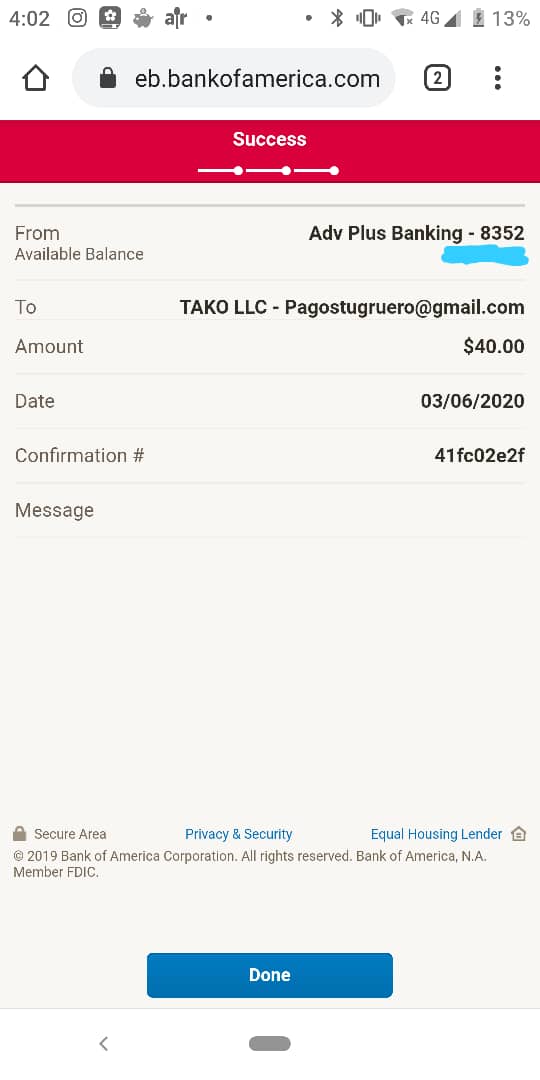 4:02 4G 13%
eb.bankofamerica.com 2
Success
From Adv Plus Banking - 8352
Available Balance
To TAKO LLC - Pagostugruero@gmail.com
Amount $40.00
Date 03/06/2020
Confirmation # 41fc02e2f
Message
Secure Area Privacy & Security Equal Housing Lender
© 2019 Bank of America Corporation. All rights reserved. Bank of America, N.A.
Member FDIC.
Done